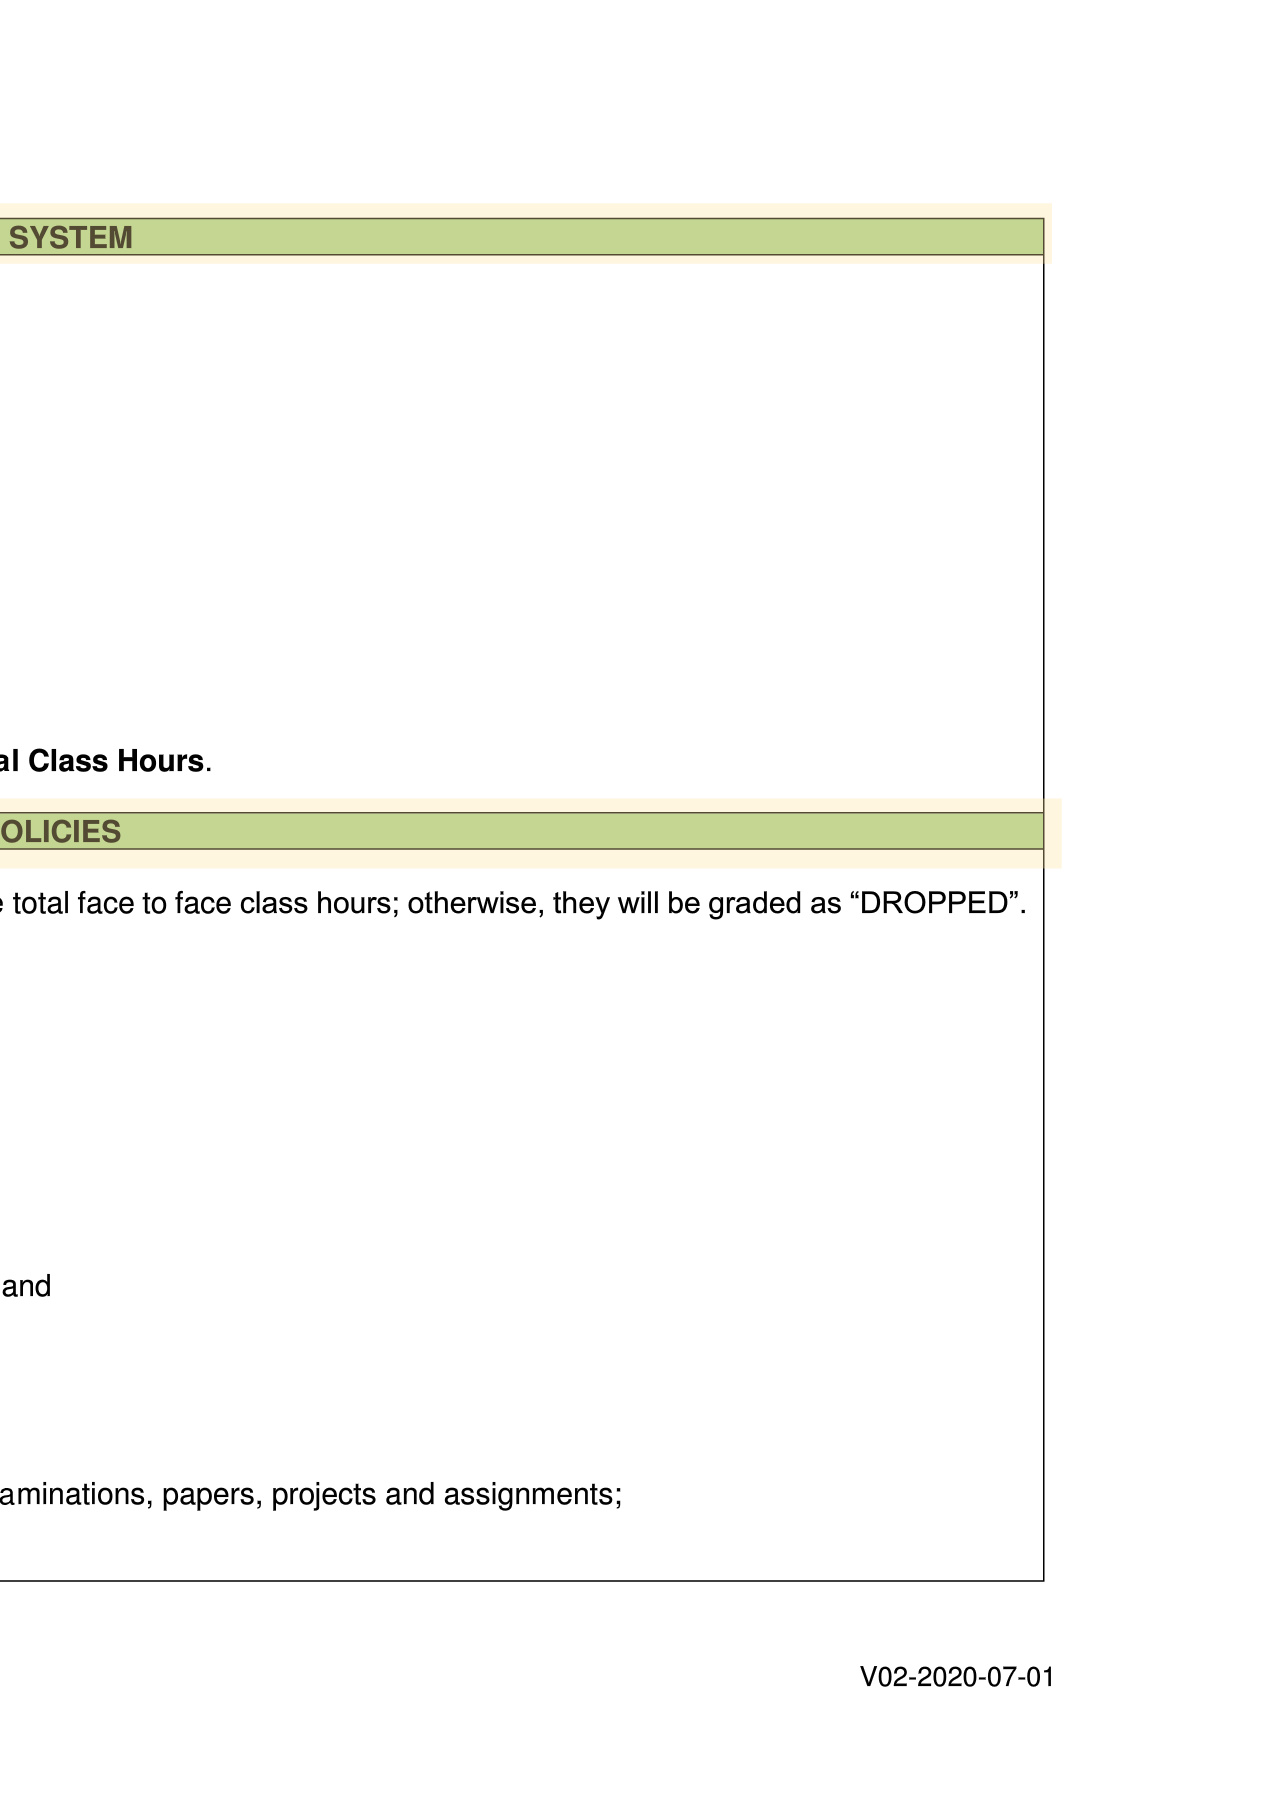 SYSTEM
al Class Hours.
OLICIES
e total face to face class hours; otherwise, they will be graded as “DROPPED”.
and
aminations, papers, projects and assignments;
V02-2020-07-01